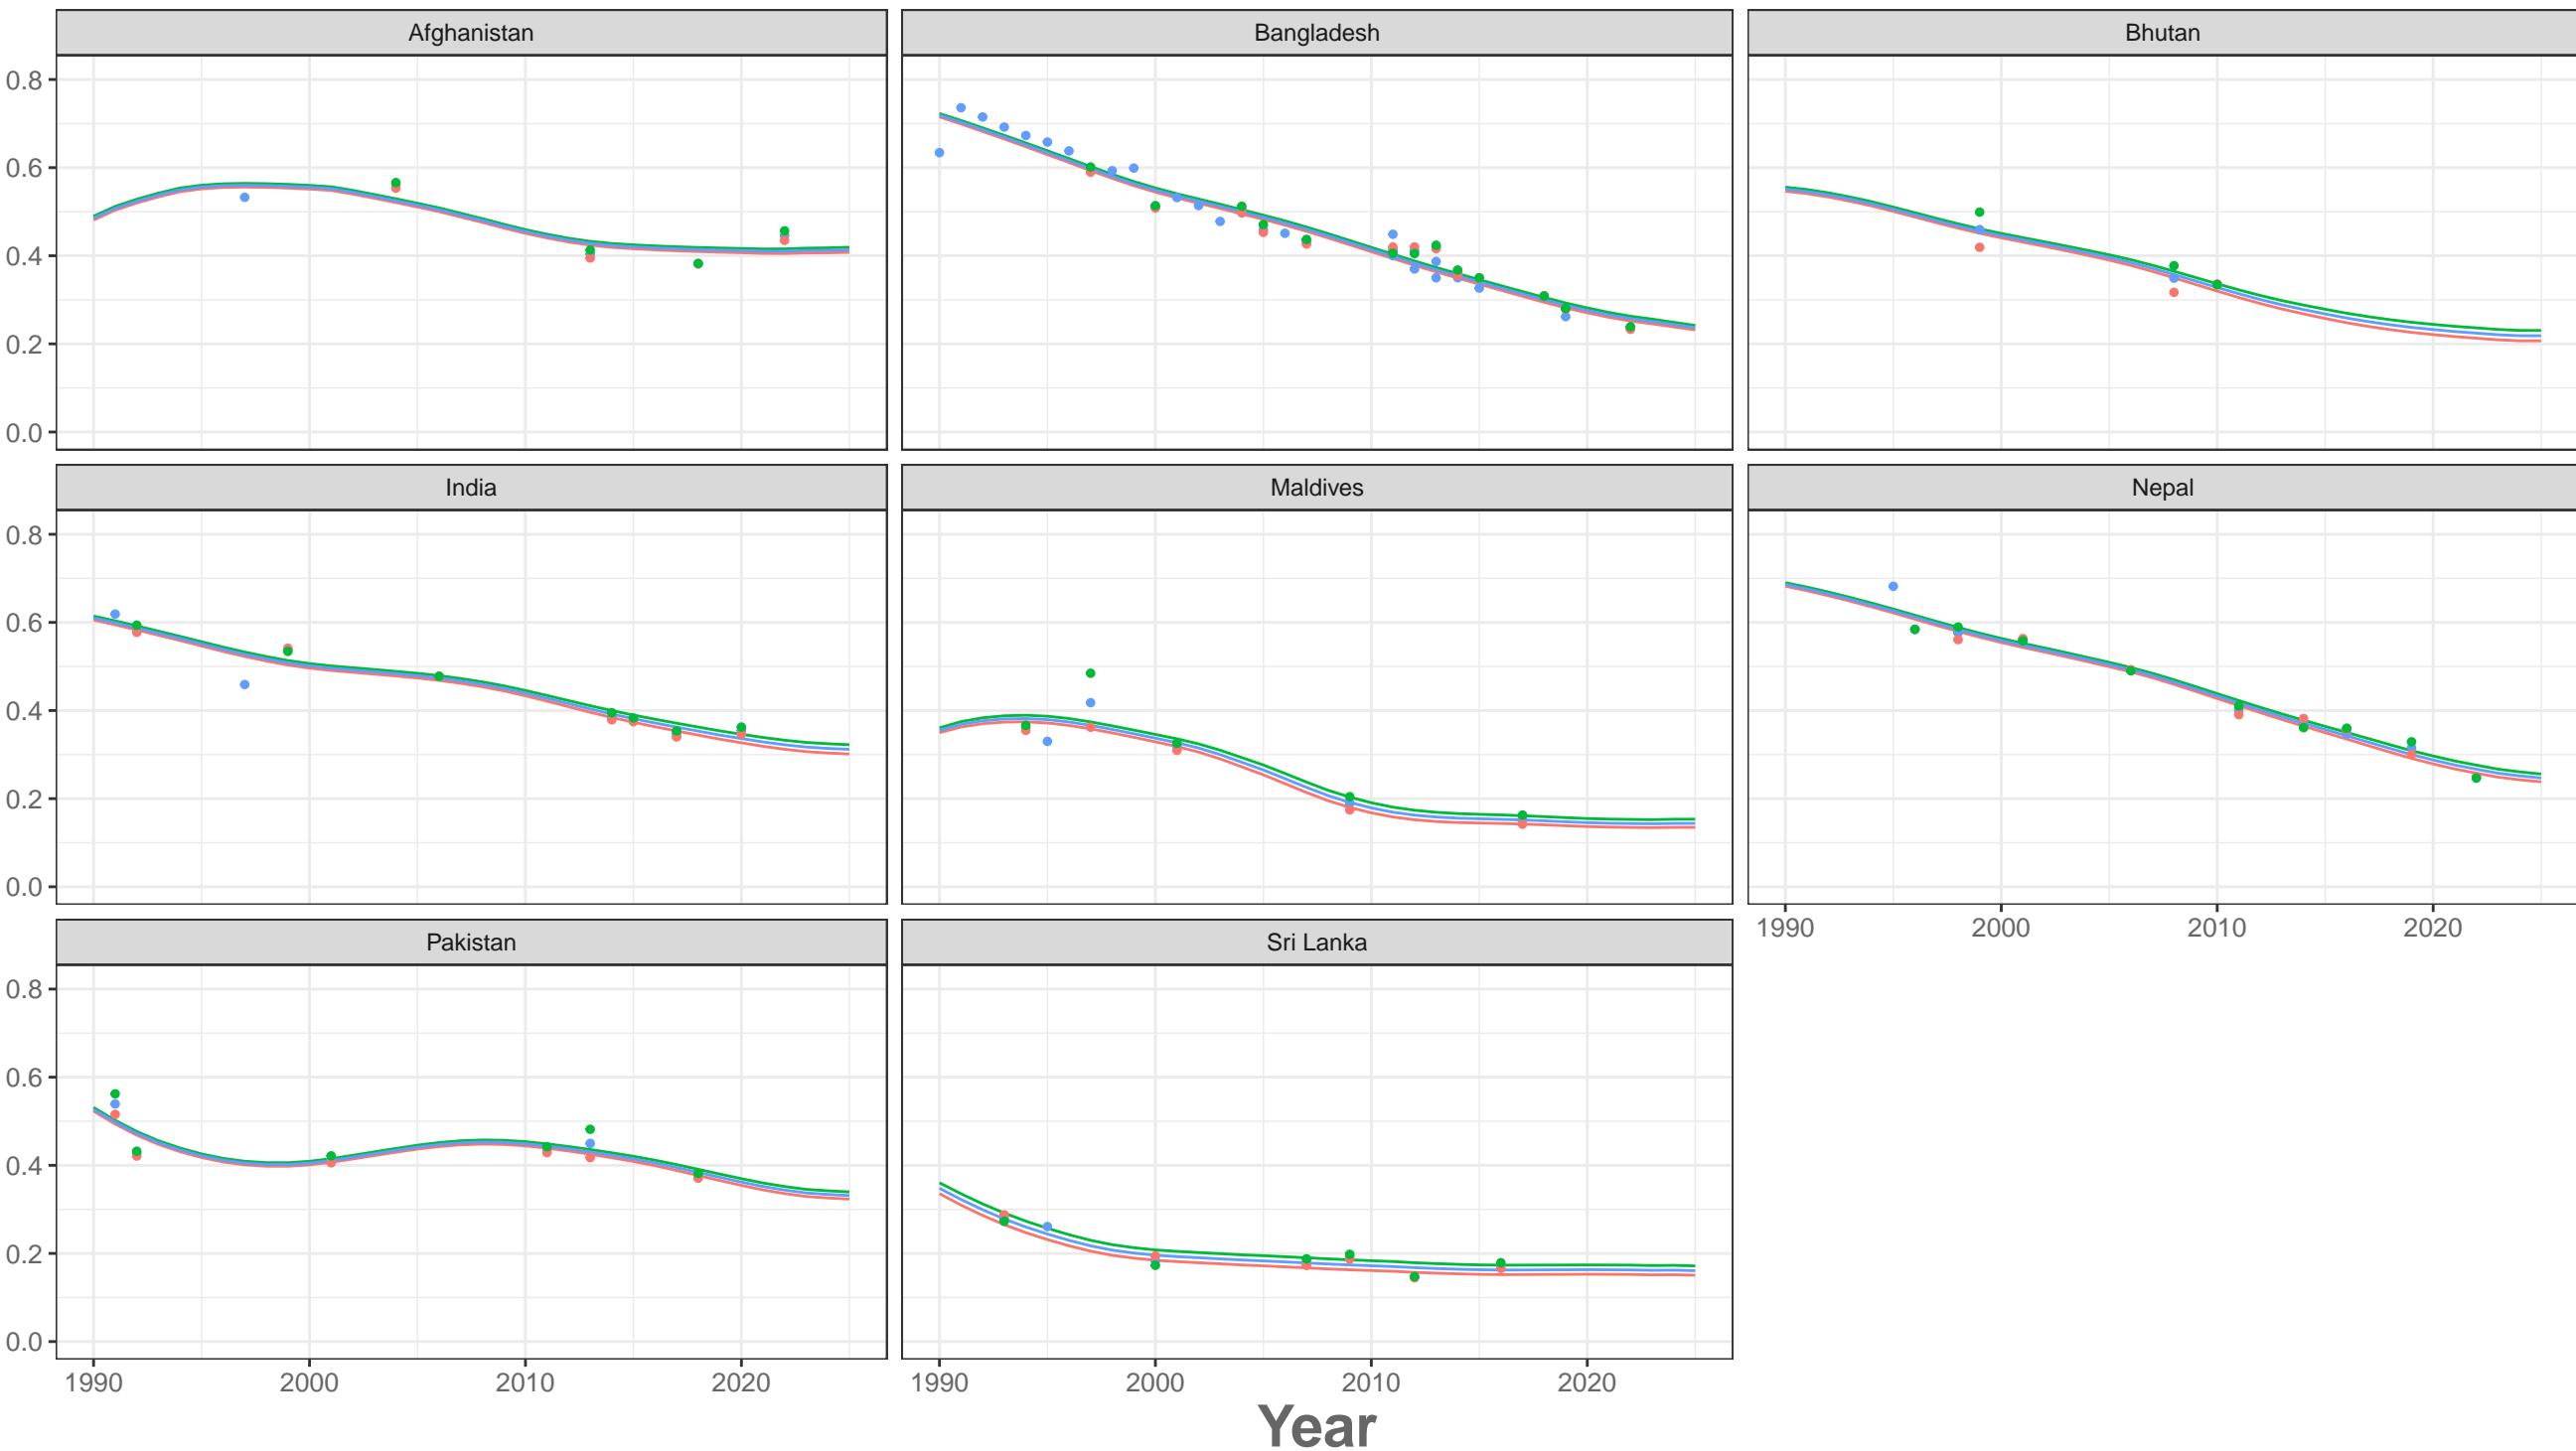 Afghanistan Bangladesh Bhutan
0.8
0.6
0.4
0.2
0.0
India Maldives Nepal
0.8
0.6
0.4
0.2
0.0
1990 2000 2010 2020
Pakistan Sri Lanka
0.8
0.6
0.4
0.2
0.0
1990 2000 2010 2020 1990 2000 2010 2020
Year